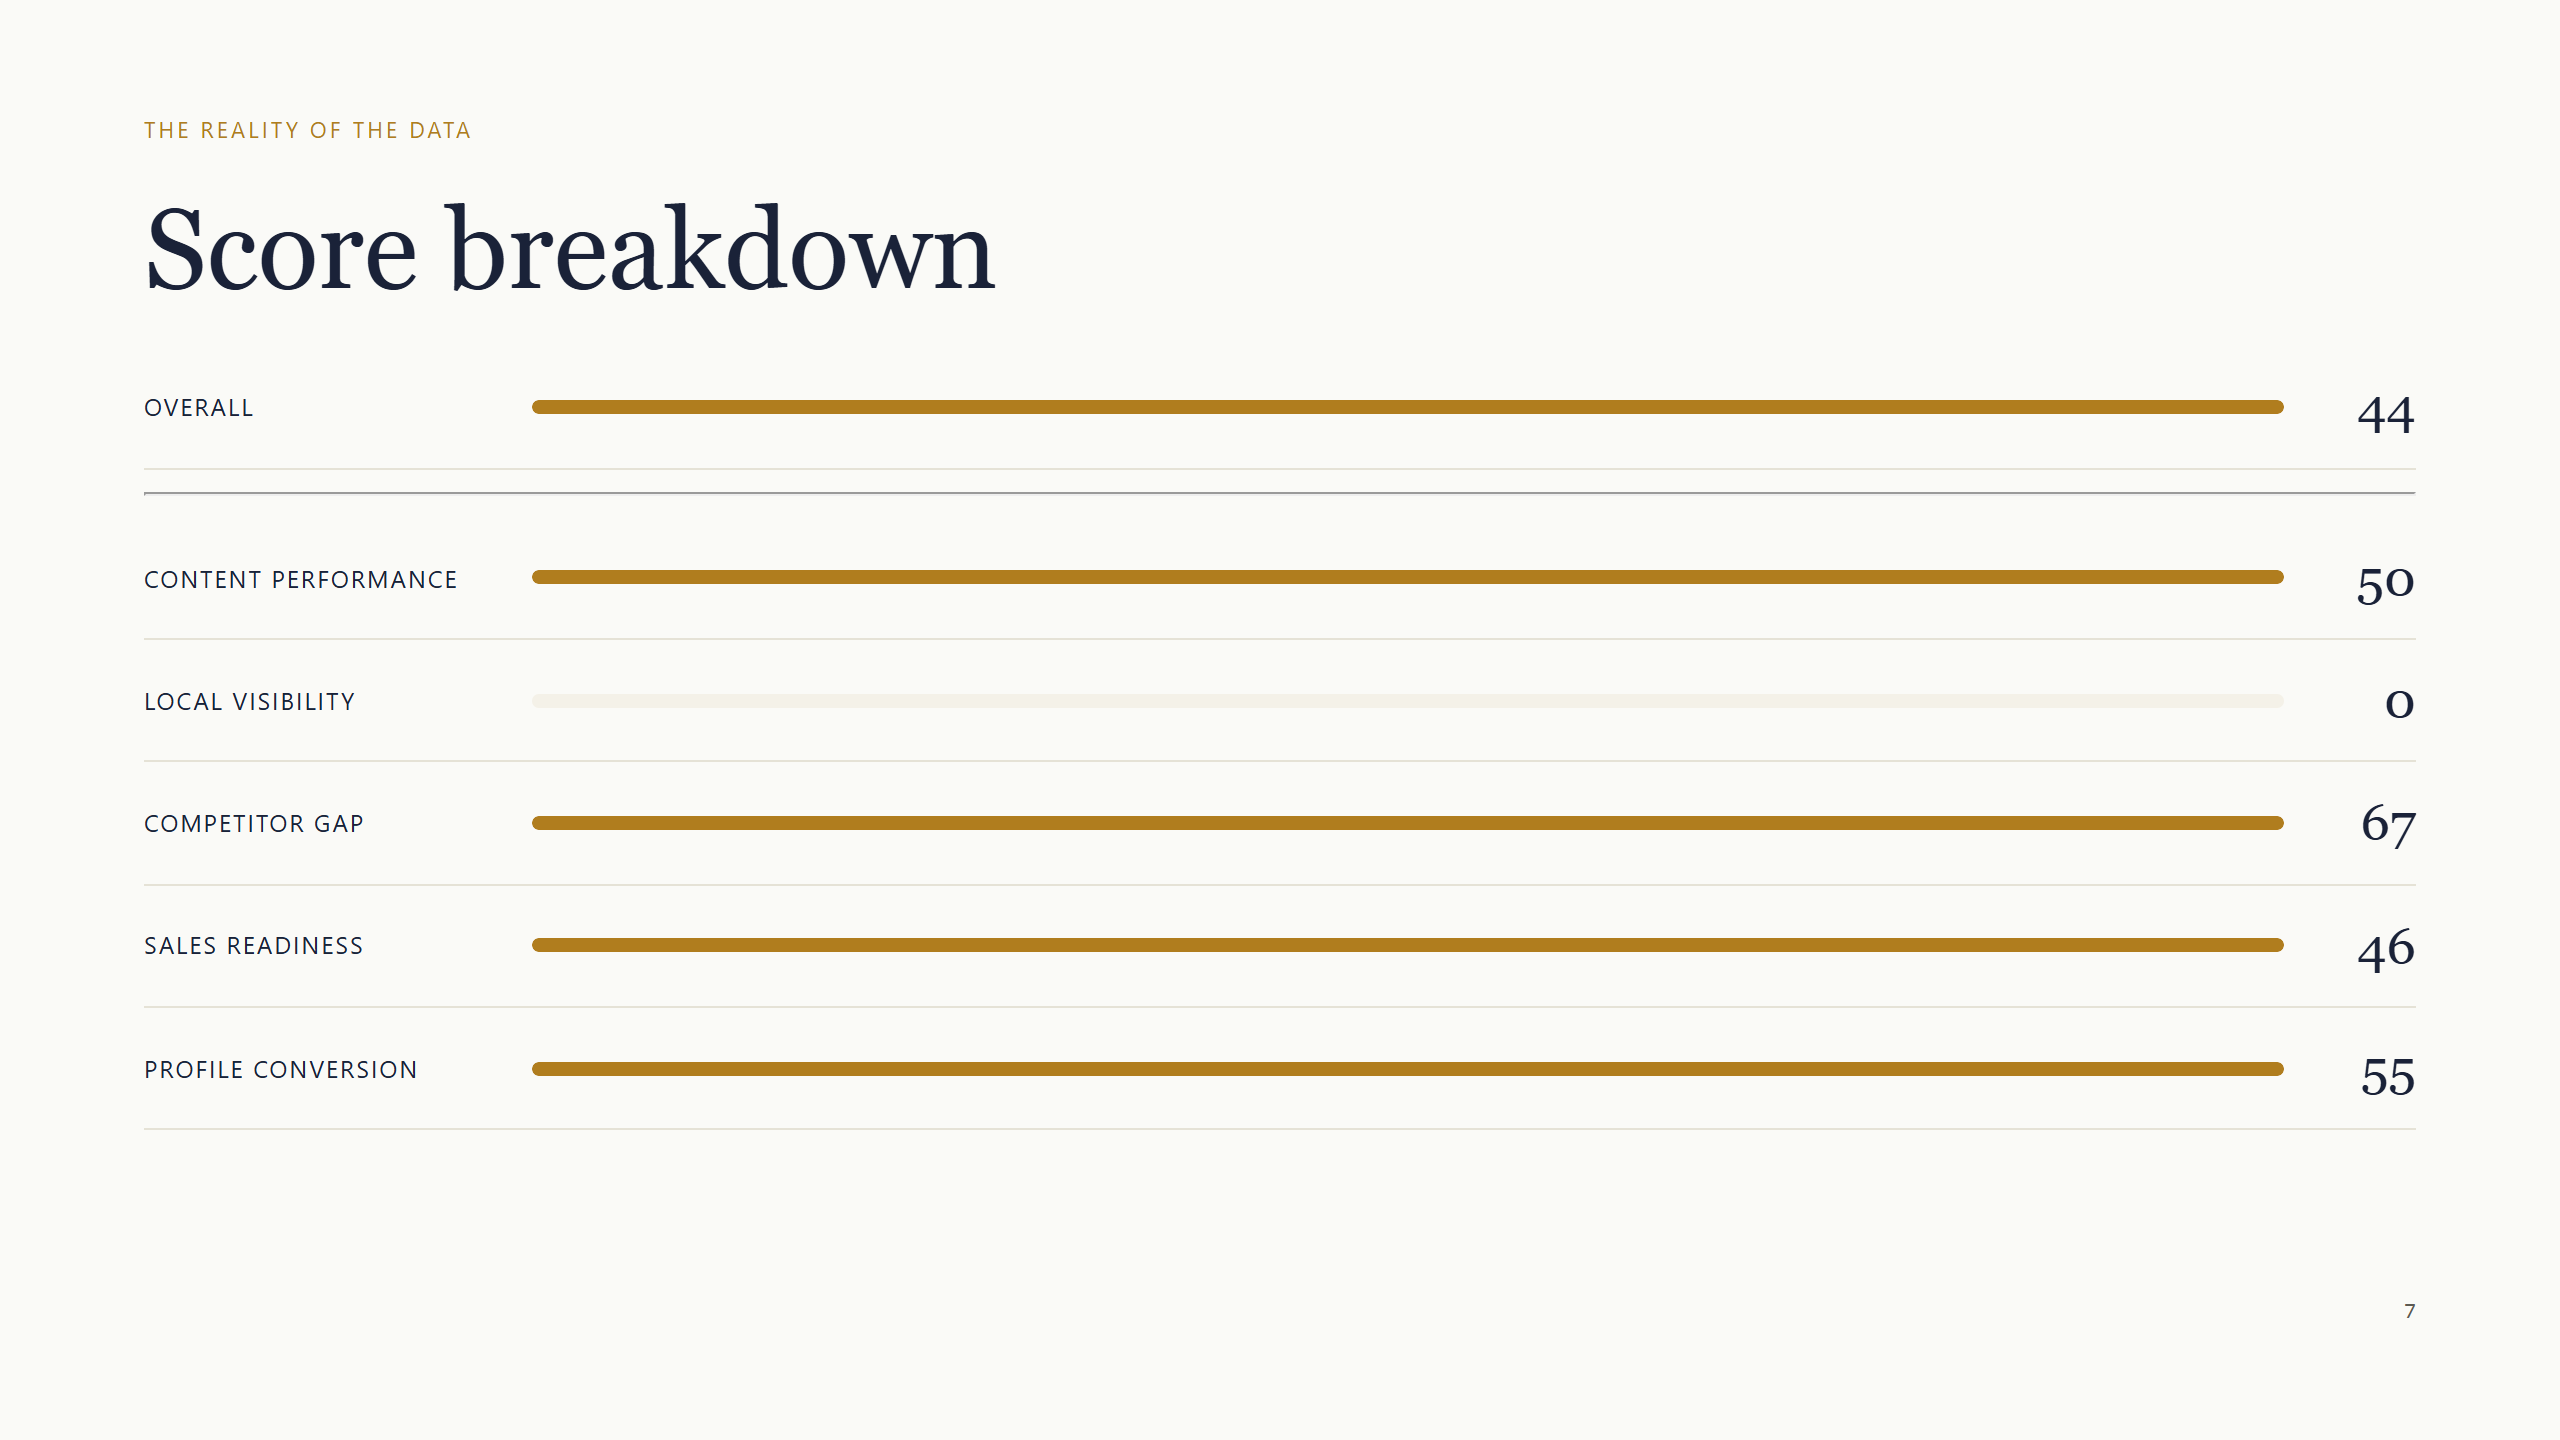 THE REALITY OF THE DATA
Score breakdown
OVERALL 44
CONTENT PERFORMANCE 50
LOCAL VISIBILITY 0
COMPETITOR GAP 67
SALES READINESS 46
PROFILE CONVERSION 55
7